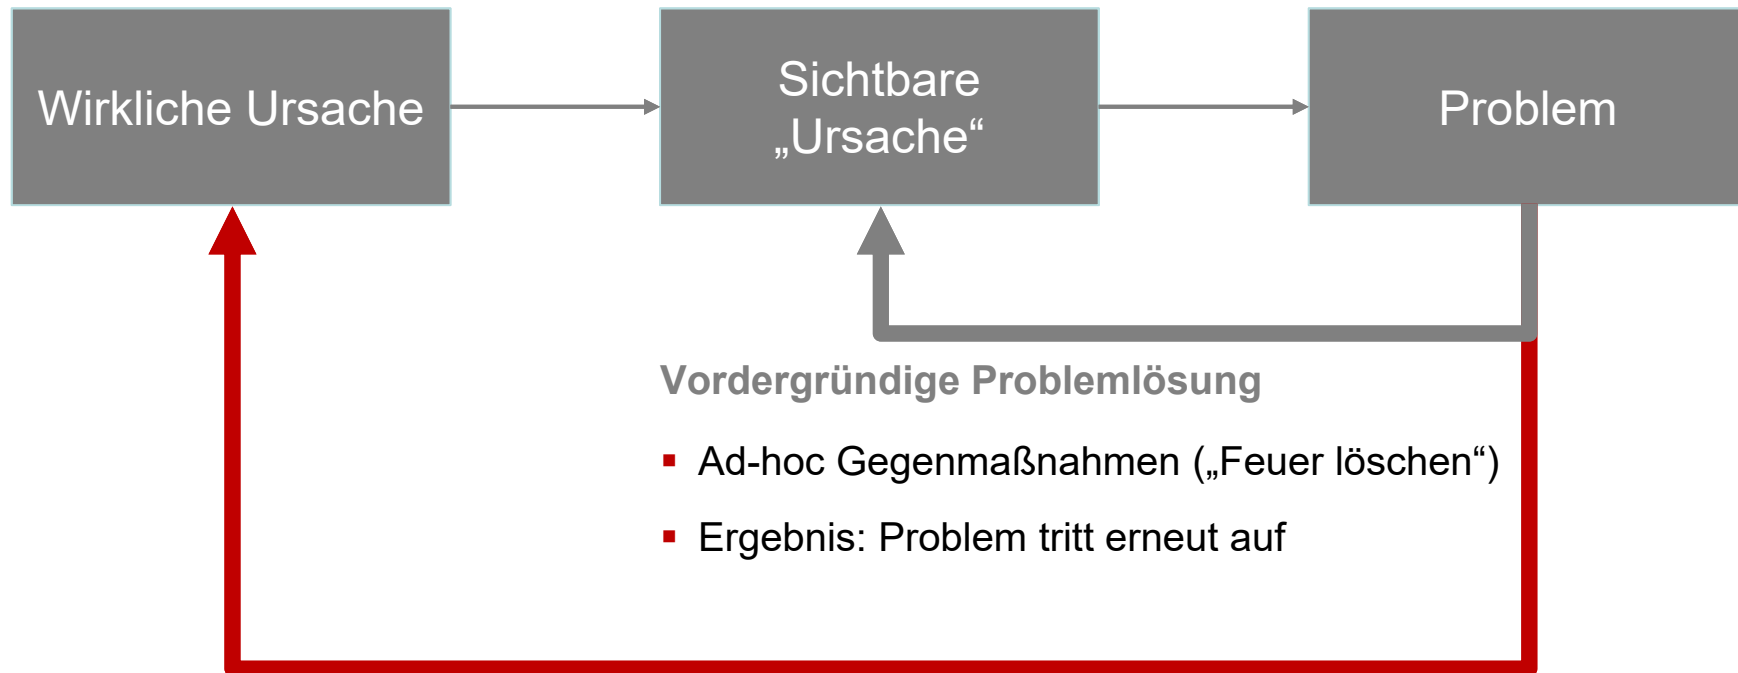 Wirkliche Ursache
Sichtbare
„Ursache“
Problem
Vordergründige Problemlösung
▪ Ad-hoc Gegenmaßnahmen („Feuer löschen“)
▪ Ergebnis: Problem tritt erneut auf